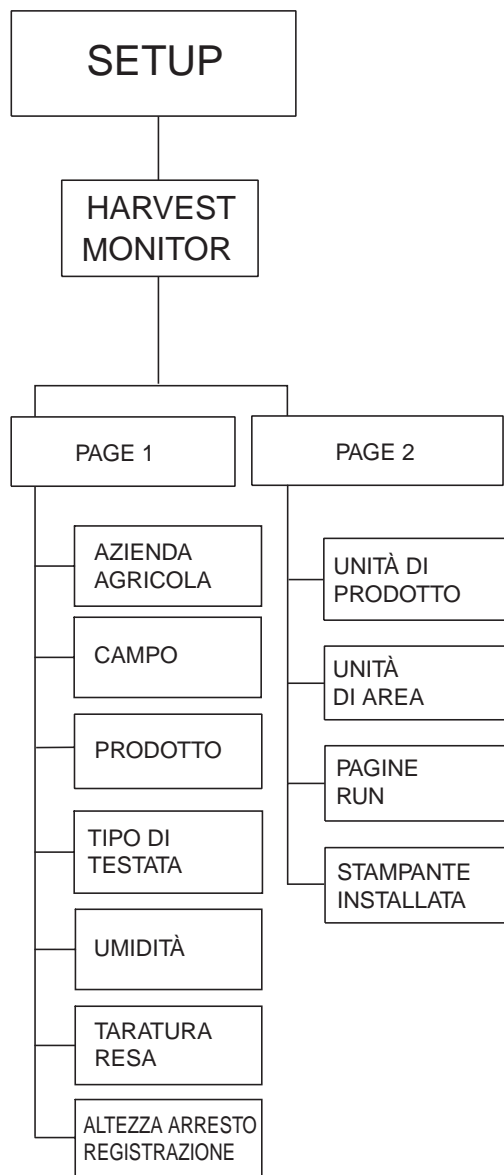 SETUP
HARVEST
MONITOR
PAGE 1
AZIENDA
AGRICOLA
CAMPO
PRODOTTO
TIPO DI
TESTATA
UMIDITÀ
TARATURA
RESA
ALTEZZA ARRESTO
REGISTRAZIONE
PAGE 2
UNITÀ DI
PRODOTTO
UNITÀ
DI AREA
PAGINE
RUN
STAMPANTE
INSTALLATA